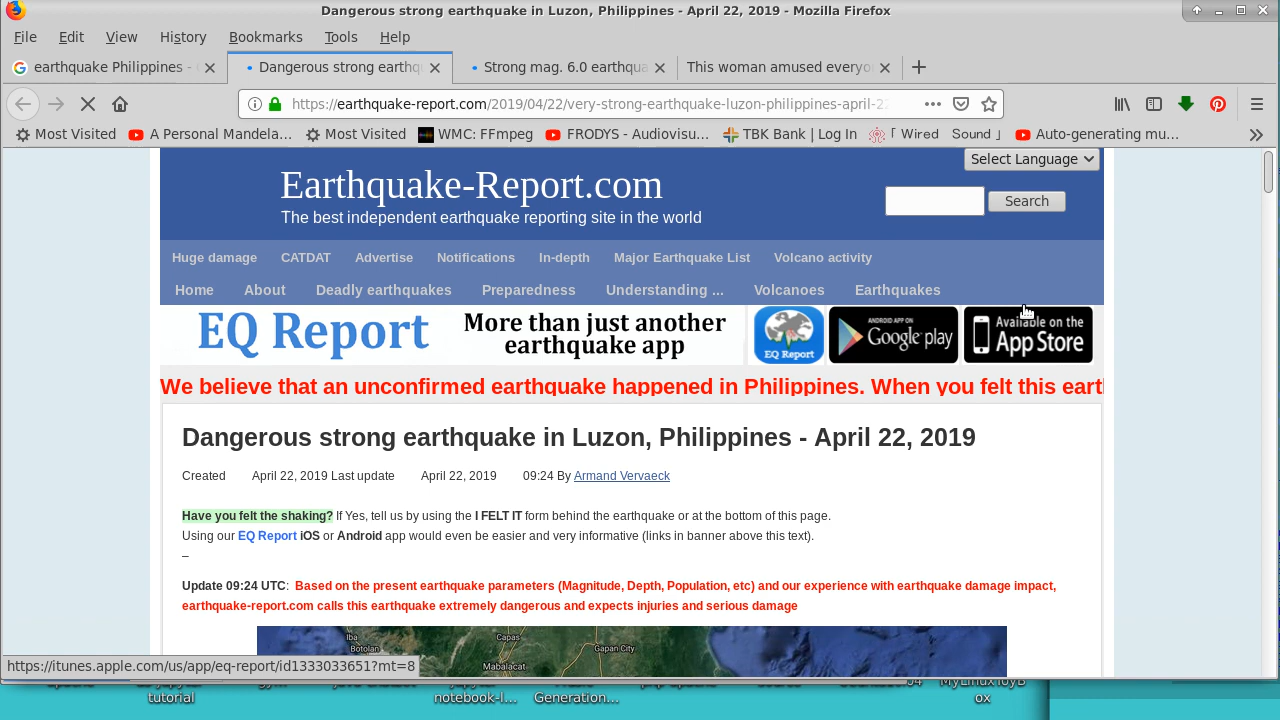 Dangerous strong earthquake in Luzon, Philippines - April 22, 2019 - Mozilla Firefox
File Edit View History Bookmarks Tools Help
earthquake Philippines - Dangerous strong earthq Strong mag. 6.0 earthqua This woman amused everyo
https://earthquake-report.com/2019/04/22/very-strong-earthquake-luzon-philippines-april-22
Most Visited A Personal Mandela… Most Visited WMC: FFmpeg FRODYS - Audiovisu… TBK Bank | Log In 「 Wired Sound 」 Auto-generating mu…
Select Language
Earthquake-Report.com
The best independent earthquake reporting site in the world
Search
Huge damage CATDAT Advertise Notifications In-depth Major Earthquake List Volcano activity
Home About Deadly earthquakes Preparedness Understanding ... Volcanoes Earthquakes
EQ Report More than just another earthquake app EQ Report ANDROID APP ON Google play Available on the App Store
We believe that an unconfirmed earthquake happened in Philippines. When you felt this eart
Dangerous strong earthquake in Luzon, Philippines - April 22, 2019
Created April 22, 2019 Last update April 22, 2019 09:24 By Armand Vervaeck
Have you felt the shaking? If Yes, tell us by using the I FELT IT form behind the earthquake or at the bottom of this page.
Using our EQ Report iOS or Android app would even be easier and very informative (links in banner above this text).
–
Update 09:24 UTC: Based on the present earthquake parameters (Magnitude, Depth, Population, etc) and our experience with earthquake damage impact,
earthquake-report.com calls this earthquake extremely dangerous and expects injuries and serious damage
Iba Capas
Botolan Gapan City
Mabalacat
https://itunes.apple.com/us/app/eq-report/id1333033651?mt=8
tutorial notebook-l... Generation... MyLinuxToyB
ox